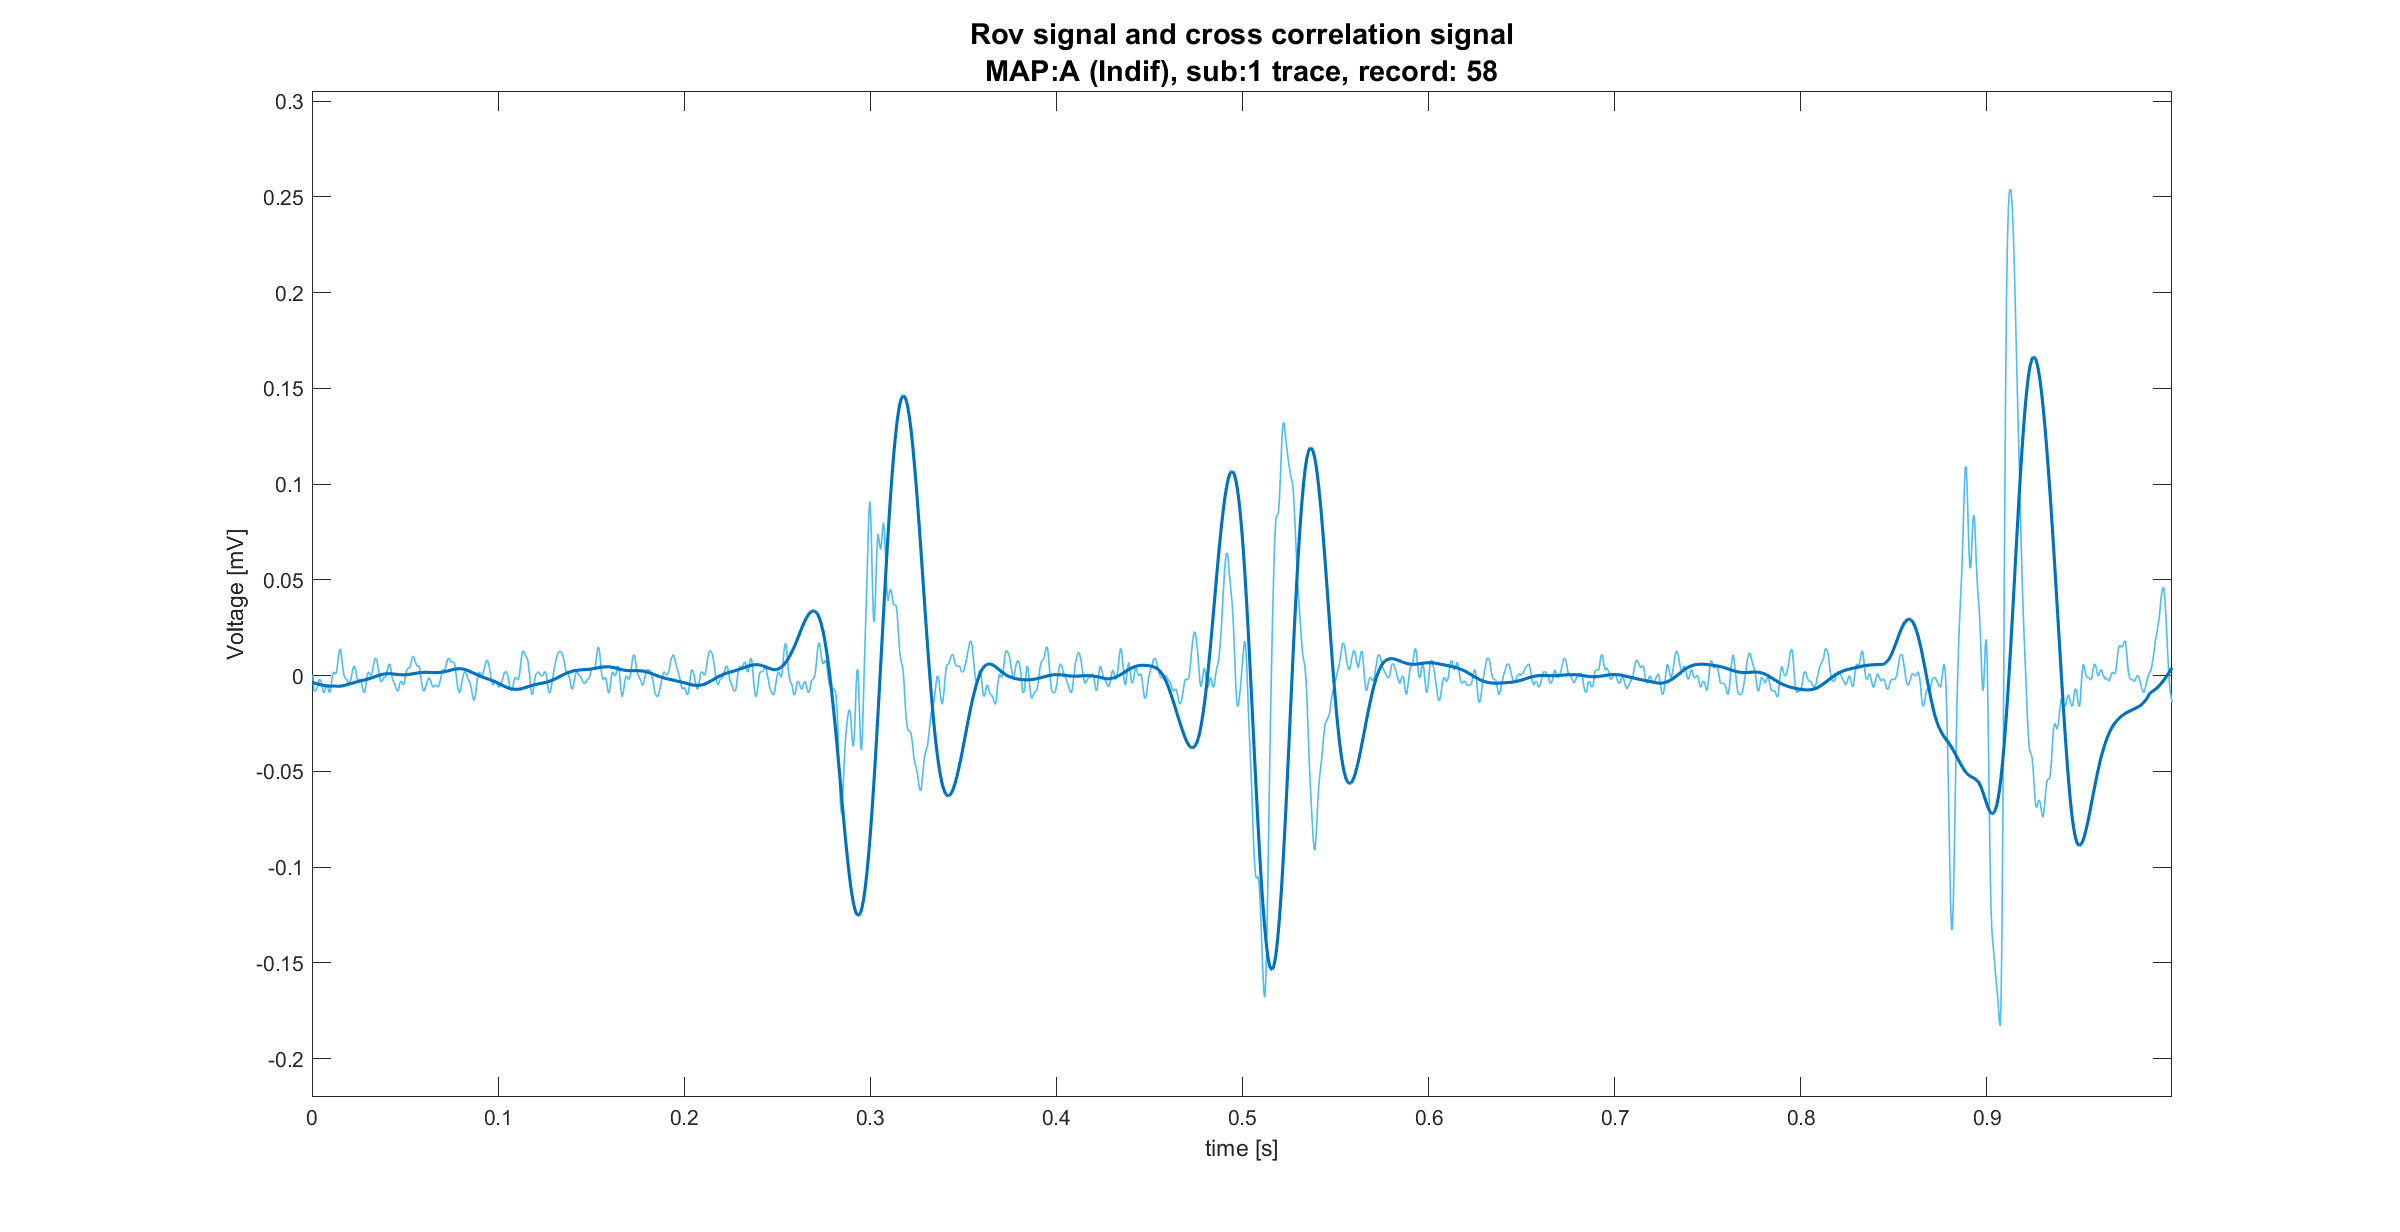 Rov signal and cross correlation signal
MAP:A (Indif), sub:1 trace, record: 58
0.3
0.25
0.2
0.15
0.1
0.05
0
-0.05
-0.1
-0.15
-0.2
Voltage [mV]
0 0.1 0.2 0.3 0.4 0.5 0.6 0.7 0.8 0.9
time [s]